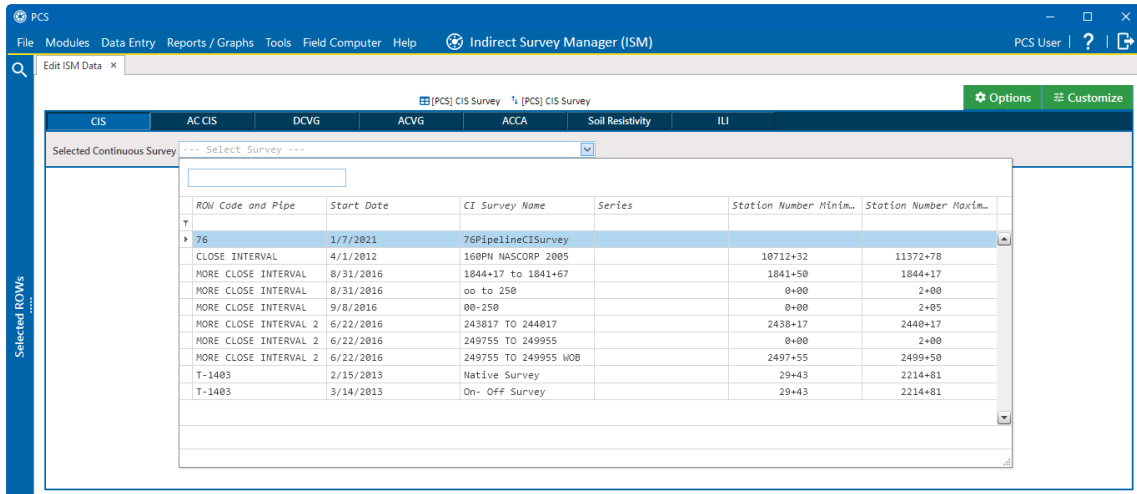 PCS
File Modules Data Entry Reports / Graphs Tools Field Computer Help Indirect Survey Manager (ISM) PCS User | ? |
Edit ISM Data ×
[PCS] CIS Survey [PCS] CIS Survey
Options Customize
CIS AC CIS DCVG ACVG ACCA Soil Resistivity ILI
Selected Continuous Survey --- Select Survey ---
ROW Code and Pipe Start Date CI Survey Name Series Station Number Minim… Station Number Maxim…
76 1/7/2021 76PipelineCISurvey
CLOSE INTERVAL 4/1/2012 160PN NASCORP 2005 10712+32 11372+78
MORE CLOSE INTERVAL 8/31/2016 1844+17 to 1841+67 1841+50 1844+17
MORE CLOSE INTERVAL 8/31/2016 oo to 250 0+00 2+00
MORE CLOSE INTERVAL 9/8/2016 00-250 0+00 2+05
MORE CLOSE INTERVAL 2 6/22/2016 243817 TO 244017 2438+17 2440+17
MORE CLOSE INTERVAL 2 6/22/2016 249755 TO 249955 0+00 2+00
MORE CLOSE INTERVAL 2 6/22/2016 249755 TO 249955 WOB 2497+55 2499+50
T-1403 2/15/2013 Native Survey 29+43 2214+81
T-1403 3/14/2013 On- Off Survey 29+43 2214+81
Selected ROWs